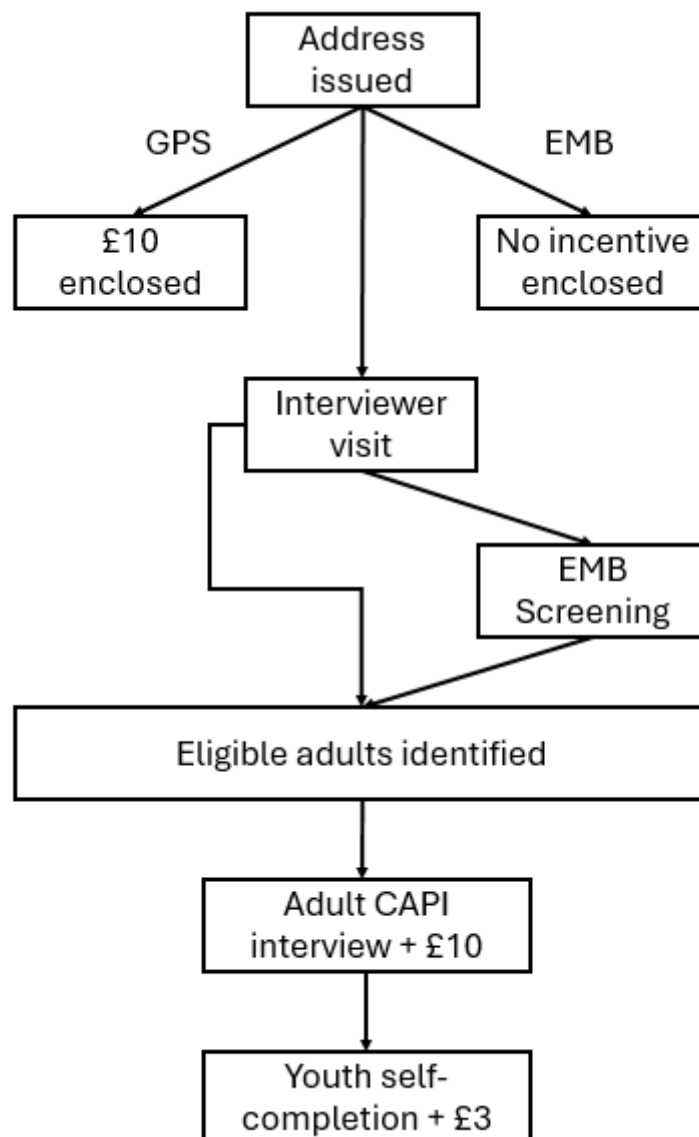 Address
issued
GPS
EMB
£10
enclosed
No incentive
enclosed
Interviewer
visit
EMB
Screening
Eligible adults identified
Adult CAPI
interview + £10
Youth self-
completion + £3